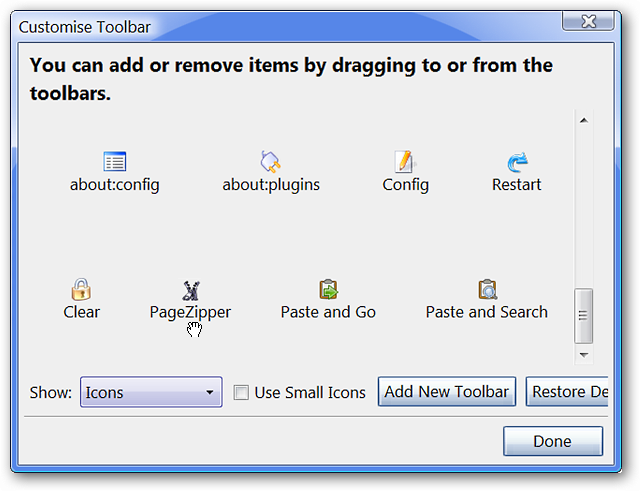 Customise Toolbar
You can add or remove items by dragging to or from the
toolbars.
about:config about:plugins Config Restart
Clear PageZipper Paste and Go Paste and Search
Show: Icons Use Small Icons Add New Toolbar Restore De
Done